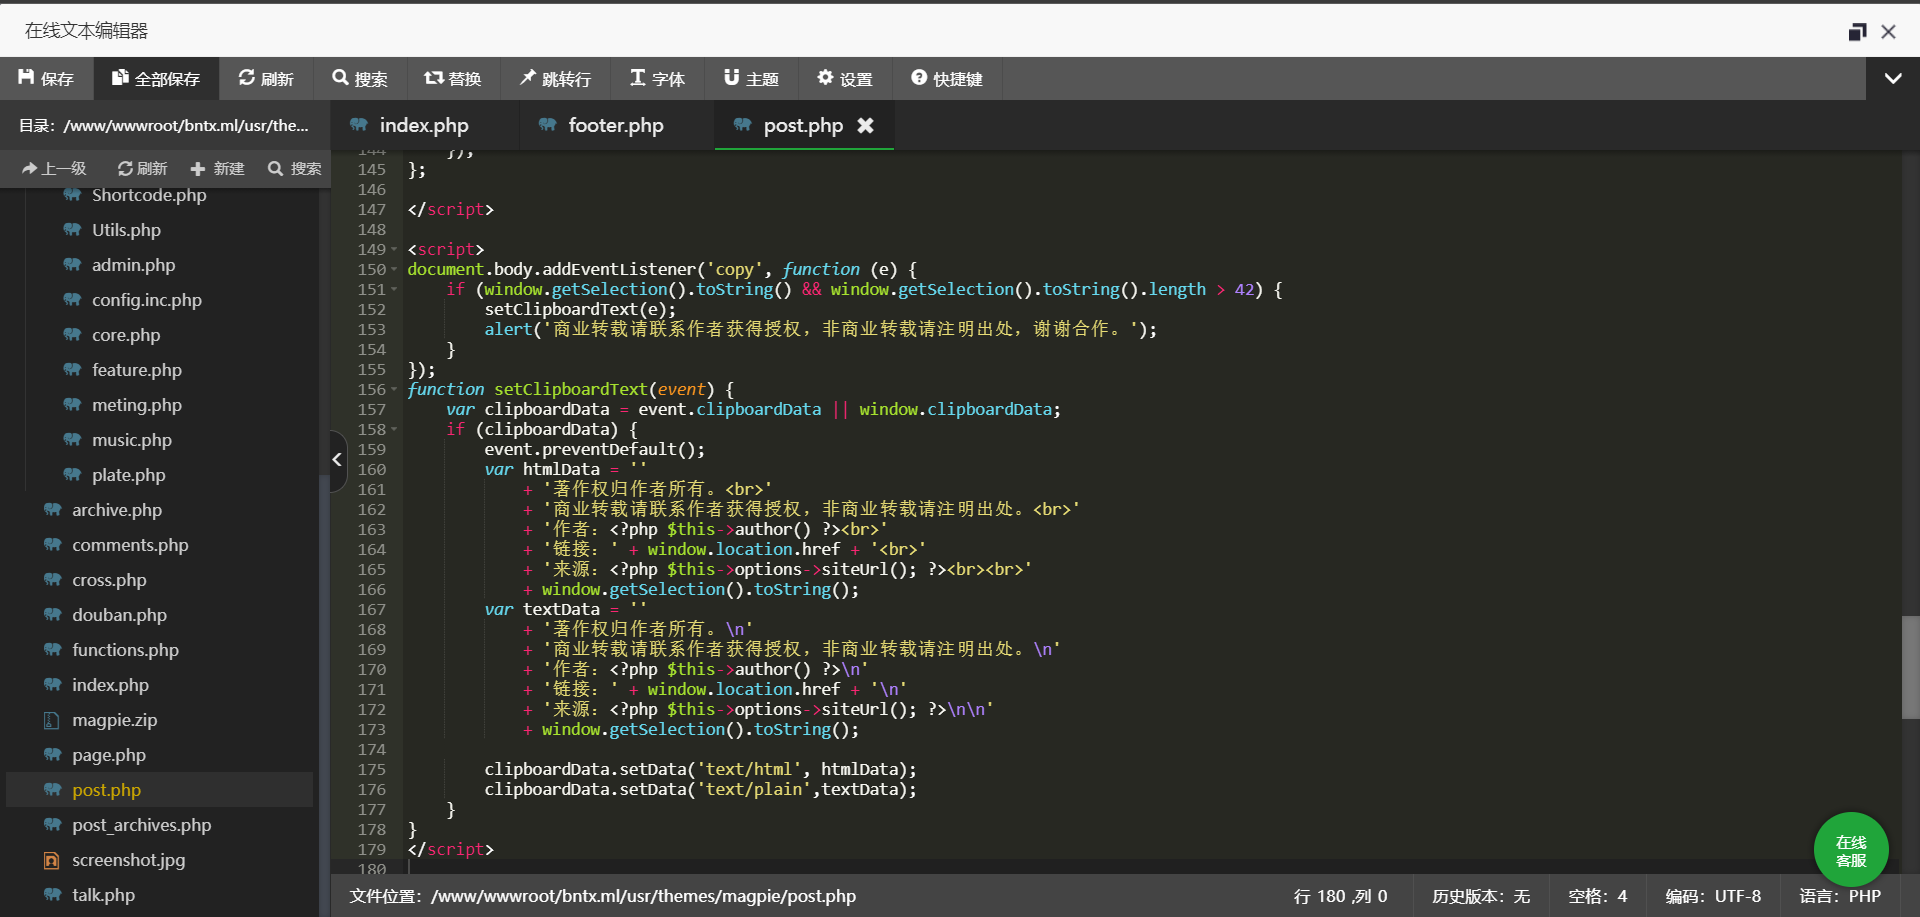 在线文本编辑器
保存 全部保存 刷新 搜索 替换 跳转行 字体 主题 设置 快捷键
目录：/www/wwwroot/bntx.ml/usr/the...
index.php footer.php post.php
上一级 刷新 新建 搜索
Shortcode.php
Utils.php
admin.php
config.inc.php
core.php
feature.php
meting.php
music.php
plate.php
archive.php
comments.php
cross.php
douban.php
functions.php
index.php
magpie.zip
page.php
post.php
post_archives.php
screenshot.jpg
talk.php
144     });
145 };
146
147 </script>
148
149 <script>
150 document.body.addEventListener('copy', function (e) {
151     if (window.getSelection().toString() && window.getSelection().toString().length > 42) {
152         setClipboardText(e);
153         alert('商业转载请联系作者获得授权，非商业转载请注明出处，谢谢合作。');
154     }
155 });
156 function setClipboardText(event) {
157     var clipboardData = event.clipboardData || window.clipboardData;
158     if (clipboardData) {
159         event.preventDefault();
160         var htmlData = ''
161             + '著作权归作者所有。<br>'
162             + '商业转载请联系作者获得授权，非商业转载请注明出处。<br>'
163             + '作者：<?php $this->author() ?><br>'
164             + '链接：' + window.location.href + '<br>'
165             + '来源：<?php $this->options->siteUrl(); ?><br><br>'
166             + window.getSelection().toString();
167         var textData = ''
168             + '著作权归作者所有。\n'
169             + '商业转载请联系作者获得授权，非商业转载请注明出处。\n'
170             + '作者：<?php $this->author() ?>\n'
171             + '链接：' + window.location.href + '\n'
172             + '来源：<?php $this->options->siteUrl(); ?>\n\n'
173             + window.getSelection().toString();
174
175         clipboardData.setData('text/html', htmlData);
176         clipboardData.setData('text/plain',textData);
177     }
178 }
179 </script>
180
在线
客服
文件位置：/www/wwwroot/bntx.ml/usr/themes/magpie/post.php 行 180 ,列 0 历史版本：无 空格：4 编码：UTF-8 语言：PHP